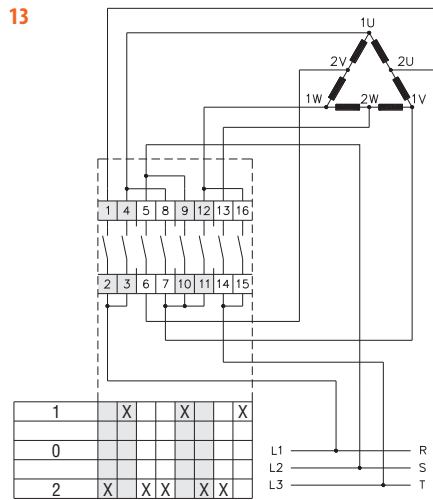 13
1U
2V 2U
1W 2W 1V
1 4 5 8 9 12 13 16
2 3 6 7 10 11 14 15
1 X X X
0
2 X X X X X
L1 R
L2 S
L3 T